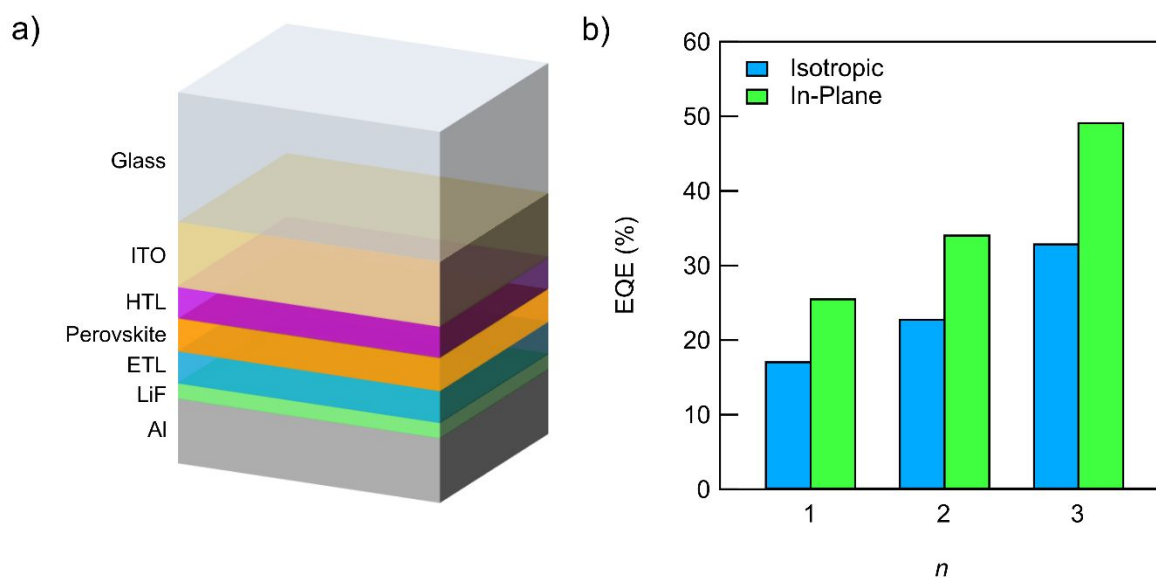 a)
Glass
ITO
HTL
Perovskite
ETL
LiF
Al
b)
60
50
40
30
20
10
0
EQE (%)
Isotropic
In-Plane
1 2 3
n